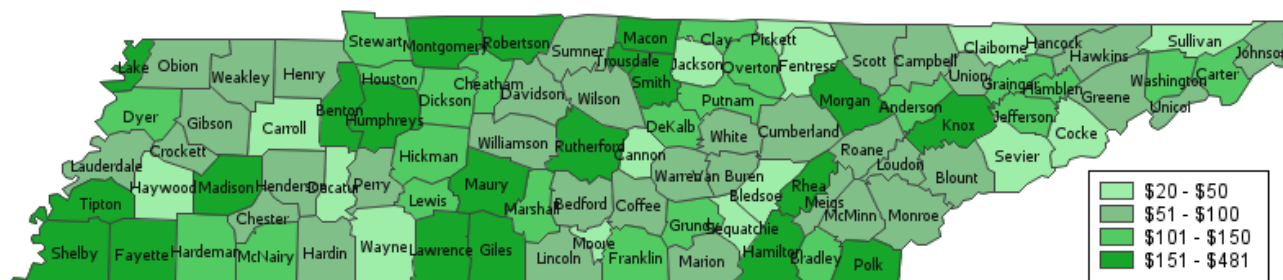 Stewart
Montgomery
Robertson
Sumner
Macon
Clay
Pickett
Claiborne
Hancock
Hawkins
Sullivan
Johnso
Lake
Obion
Weakley
Henry
Houston
Cheatham
Trousdale
Jackson
Overton
Fentress
Scott
Campbell
Union
Grainger
Hamblen
Greene
Washington
Carter
Unicoi
Dyer
Gibson
Carroll
Benton
Humphreys
Dickson
Davidson
Wilson
Smith
Putnam
Morgan
Anderson
Knox
Jefferson
Cocke
Sevier
Lauderdale
Crockett
Haywood
Madison
Henderson
Decatur
Perry
Hickman
Williamson
Rutherford
Cannon
DeKalb
White
Cumberland
Roane
Loudon
Blount
Tipton
Chester
Lewis
Maury
Marshall
Bedford
Coffee
Warren
Van Buren
Bledsoe
Rhea
Meigs
McMinn
Monroe
Shelby
Fayette
Hardeman
McNairy
Hardin
Wayne
Lawrence
Giles
Lincoln
Moore
Franklin
Grundy
Sequatchie
Marion
Hamilton
Bradley
Polk
$20 - $50
$51 - $100
$101 - $150
$151 - $481